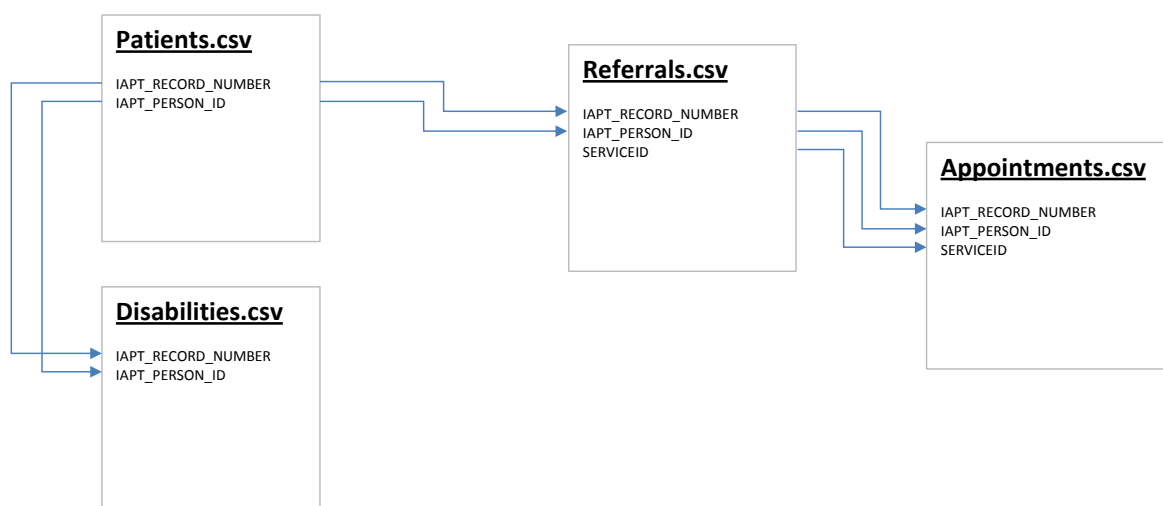 Patients.csv
IAPT_RECORD_NUMBER
IAPT_PERSON_ID
Referrals.csv
IAPT_RECORD_NUMBER
IAPT_PERSON_ID
SERVICEID
Appointments.csv
IAPT_RECORD_NUMBER
IAPT_PERSON_ID
SERVICEID
Disabilities.csv
IAPT_RECORD_NUMBER
IAPT_PERSON_ID